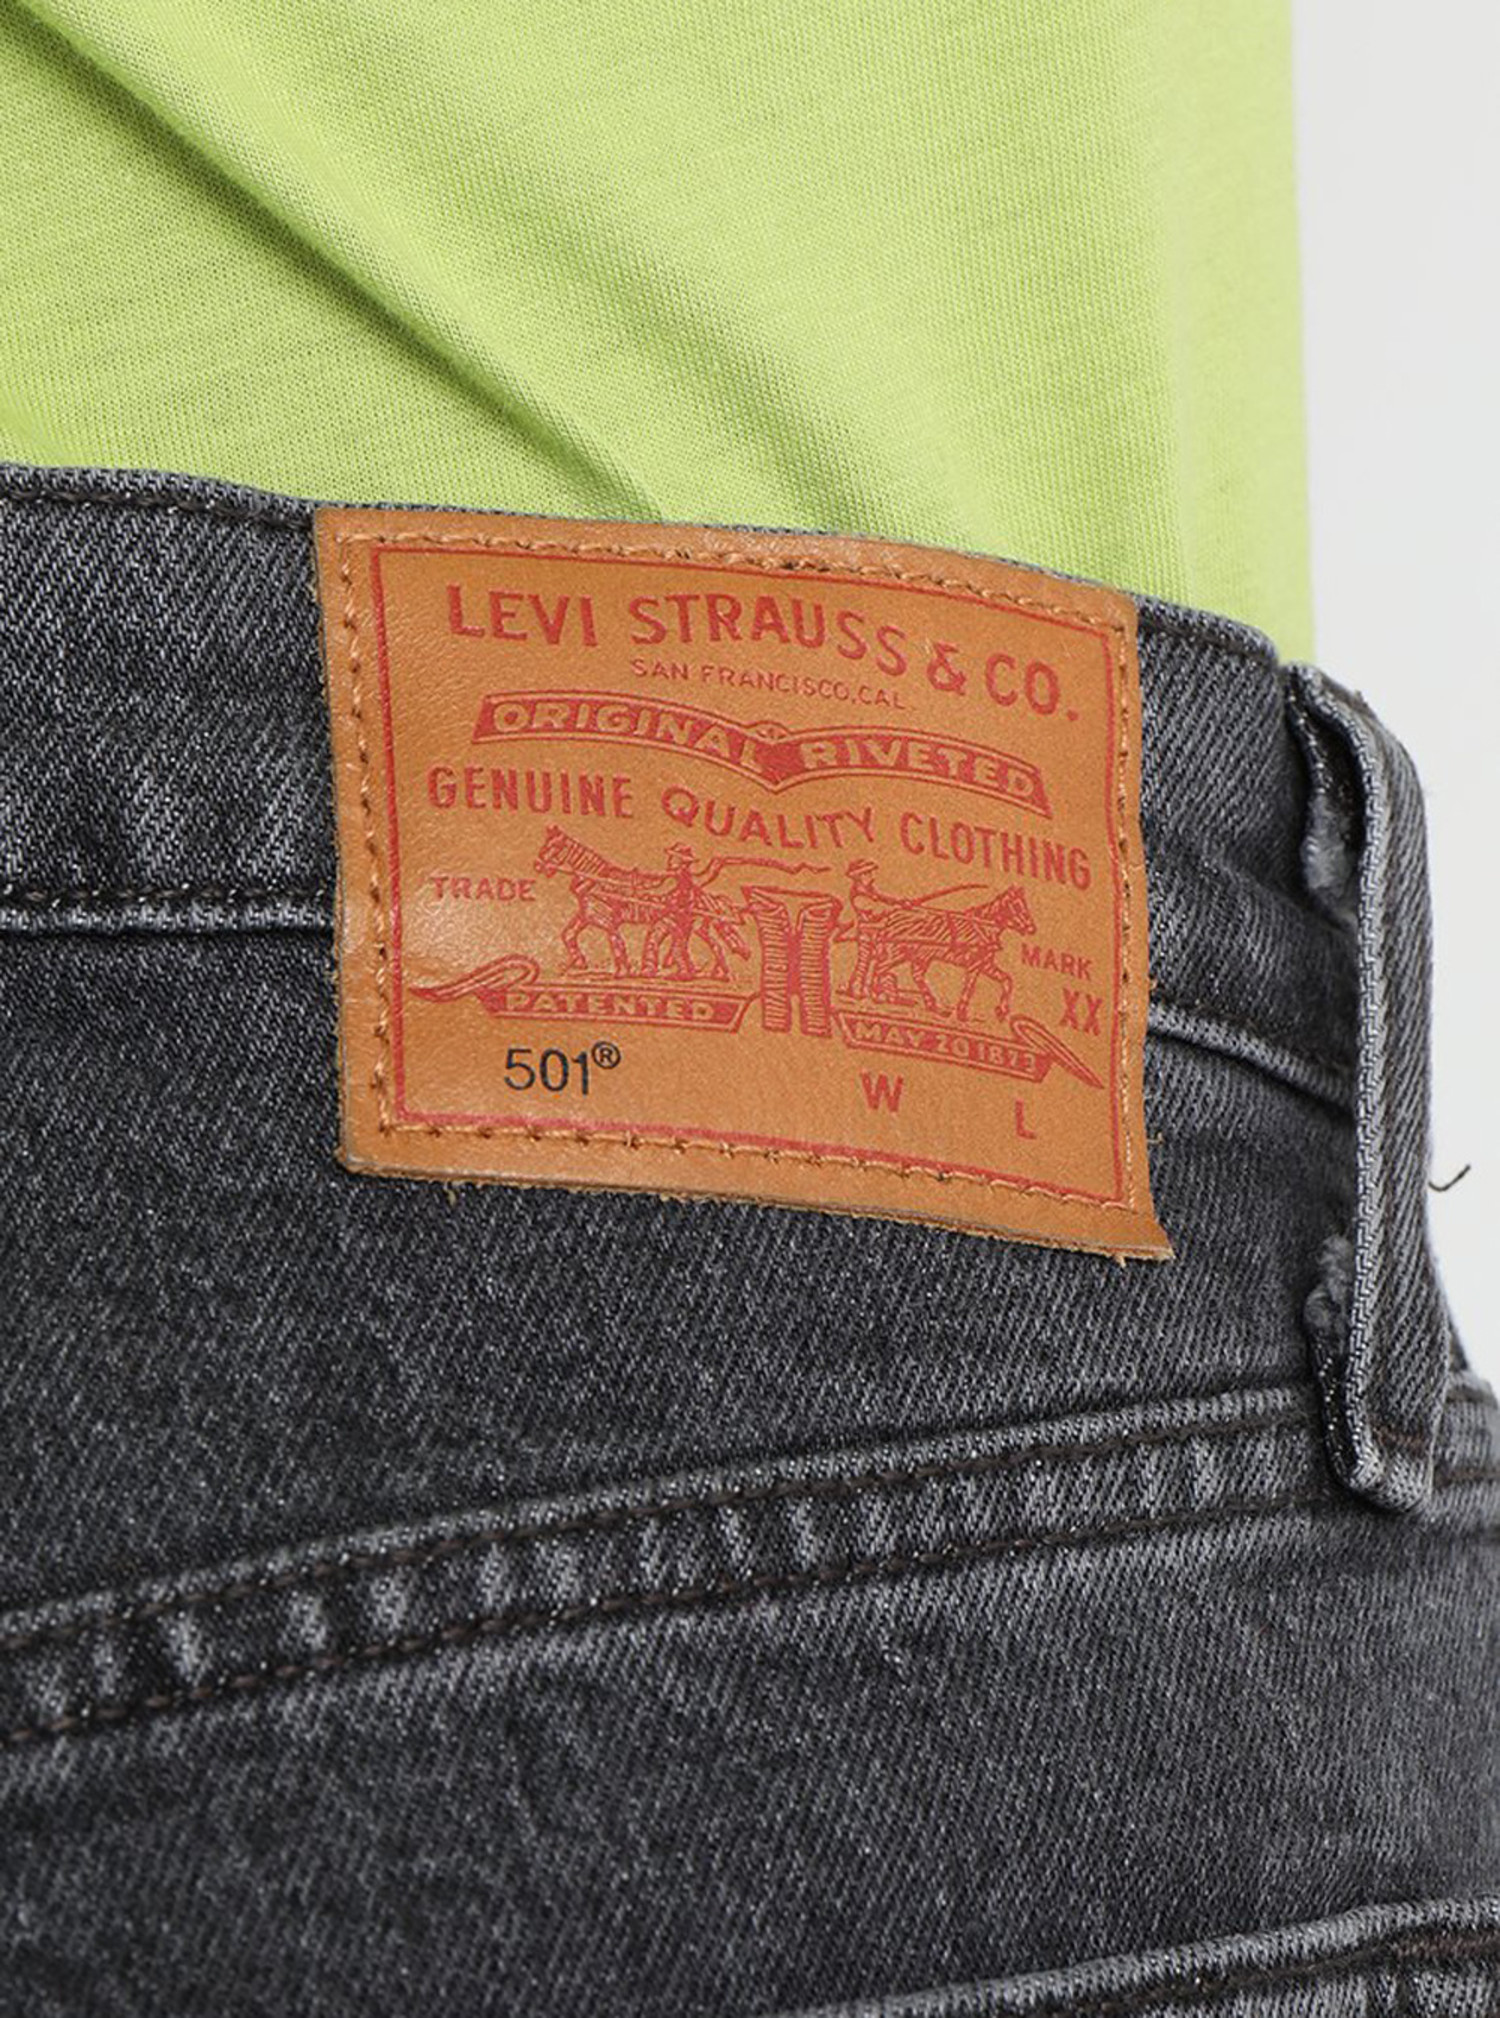 LEVI STRAUSS & CO.
SAN FRANCISCO, CAL.
ORIGINAL RIVETED
GENUINE QUALITY CLOTHING
TRADE MARK
XX
PATENTED MAY 20 1873
501® W L